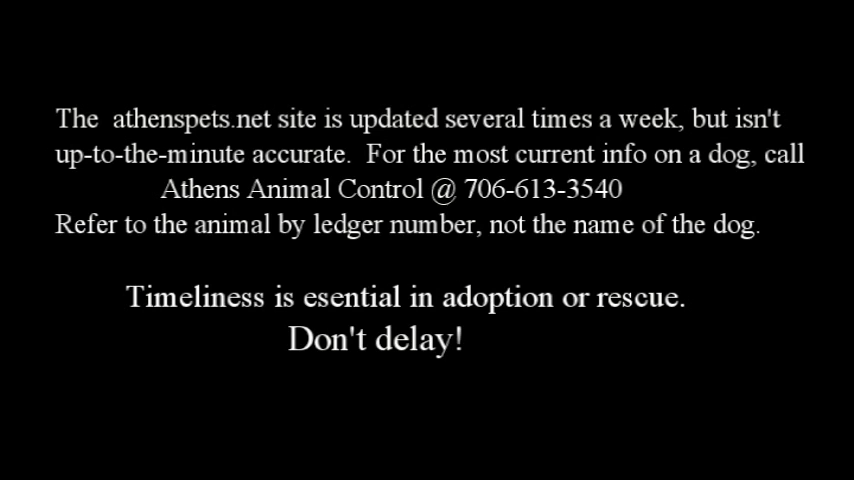 The  athenspets.net site is updated several times a week, but isn't
up-to-the-minute accurate.  For the most current info on a dog, call
Athens Animal Control @ 706-613-3540
Refer to the animal by ledger number, not the name of the dog.
Timeliness is esential in adoption or rescue.
Don't delay!